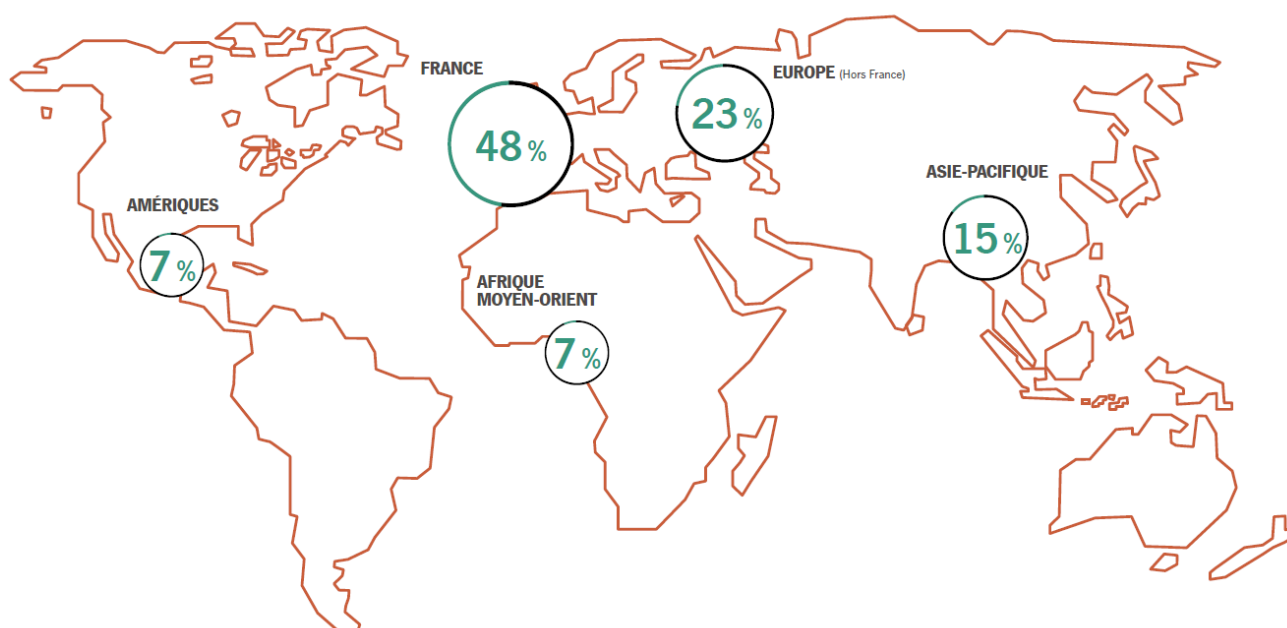 FRANCE
48 %
EUROPE (Hors France)
23 %
ASIE-PACIFIQUE
15 %
AMÉRIQUES
7 %
AFRIQUE
MOYEN-ORIENT
7 %